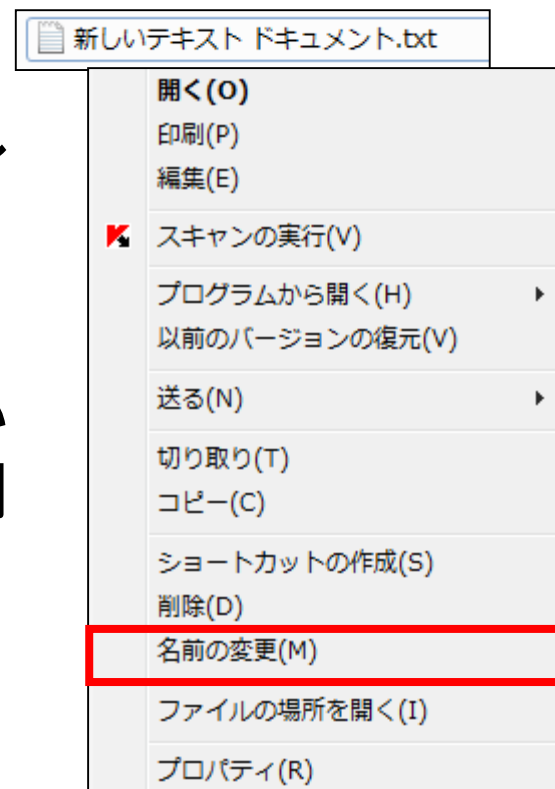 新しいテキスト ドキュメント.txt
開く(O)
印刷(P)
編集(E)
スキャンの実行(V)
プログラムから開く(H)
以前のバージョンの復元(V)
送る(N)
切り取り(T)
コピー(C)
ショートカットの作成(S)
削除(D)
名前の変更(M)
ファイルの場所を開く(I)
プロパティ(R)